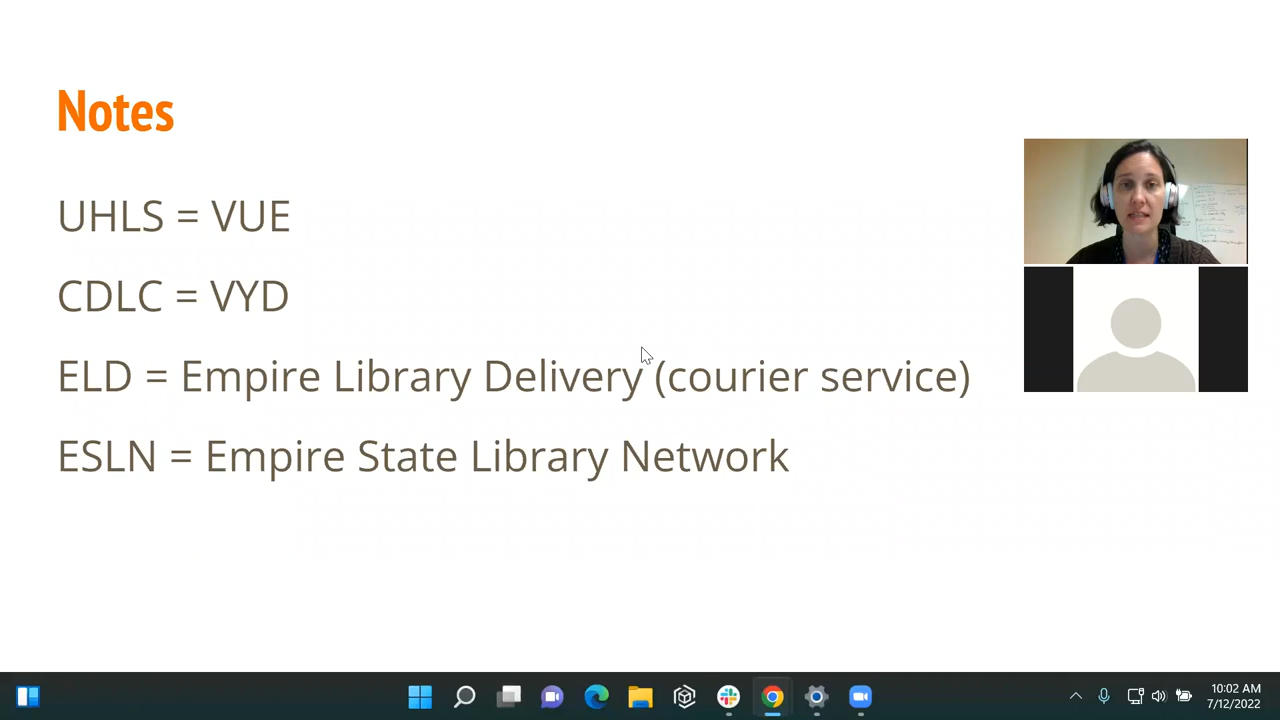 Notes
UHLS = VUE
CDLC = VYD
ELD = Empire Library Delivery (courier service)
ESLN = Empire State Library Network
10:02 AM
7/12/2022